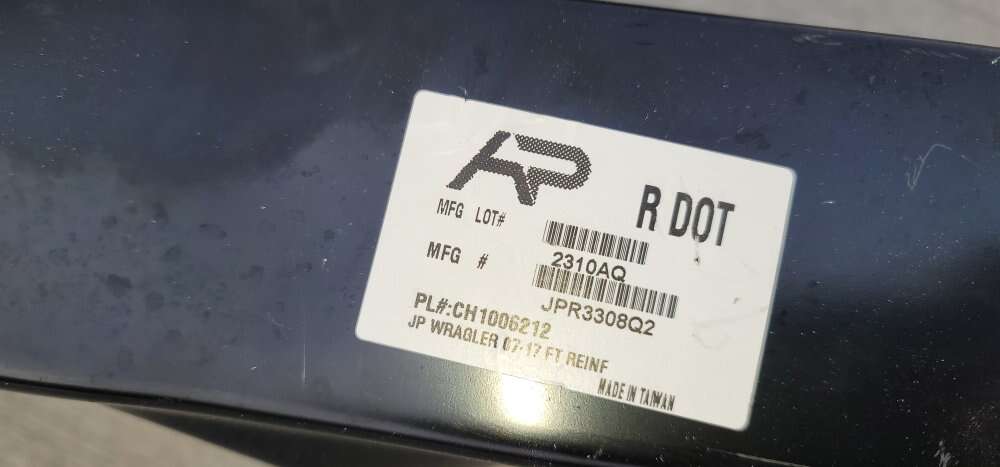 AP
R DOT
MFG LOT#
2310AQ
MFG #
JPR3308Q2
PL#:CH1006212
JP WRAGLER 07-17 FT REINF
MADE IN TAIWAN